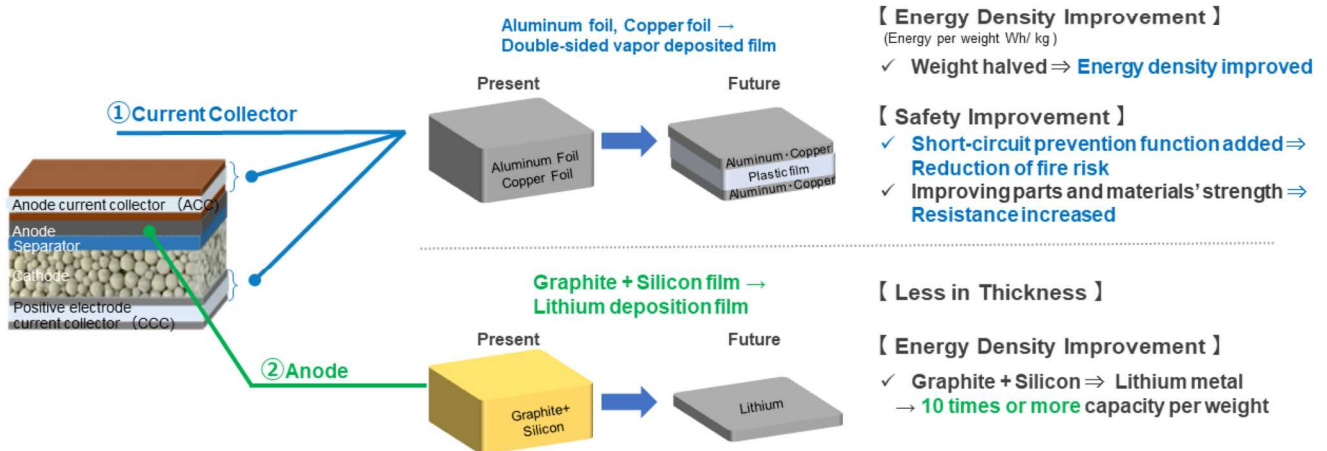 Aluminum foil, Copper foil →
Double-sided vapor deposited film
Present
Future
①Current Collector
Aluminum Foil
Copper Foil
Aluminum・Copper
Plastic film
Aluminum・Copper
【 Energy Density Improvement 】
(Energy per weight Wh/ kg )
✓ Weight halved ⇒ Energy density improved
【 Safety Improvement 】
✓ Short-circuit prevention function added ⇒
Reduction of fire risk
✓ Improving parts and materials’ strength ⇒
Resistance increased
Anode current collector （ACC）
Anode
Separator
Cathode
Positive electrode
current collector （CCC）
②Anode
Graphite + Silicon film →
Lithium deposition film
Present
Future
Graphite+
Silicon
Lithium
【 Less in Thickness 】
【 Energy Density Improvement 】
✓ Graphite + Silicon ⇒ Lithium metal
→ 10 times or more capacity per weight